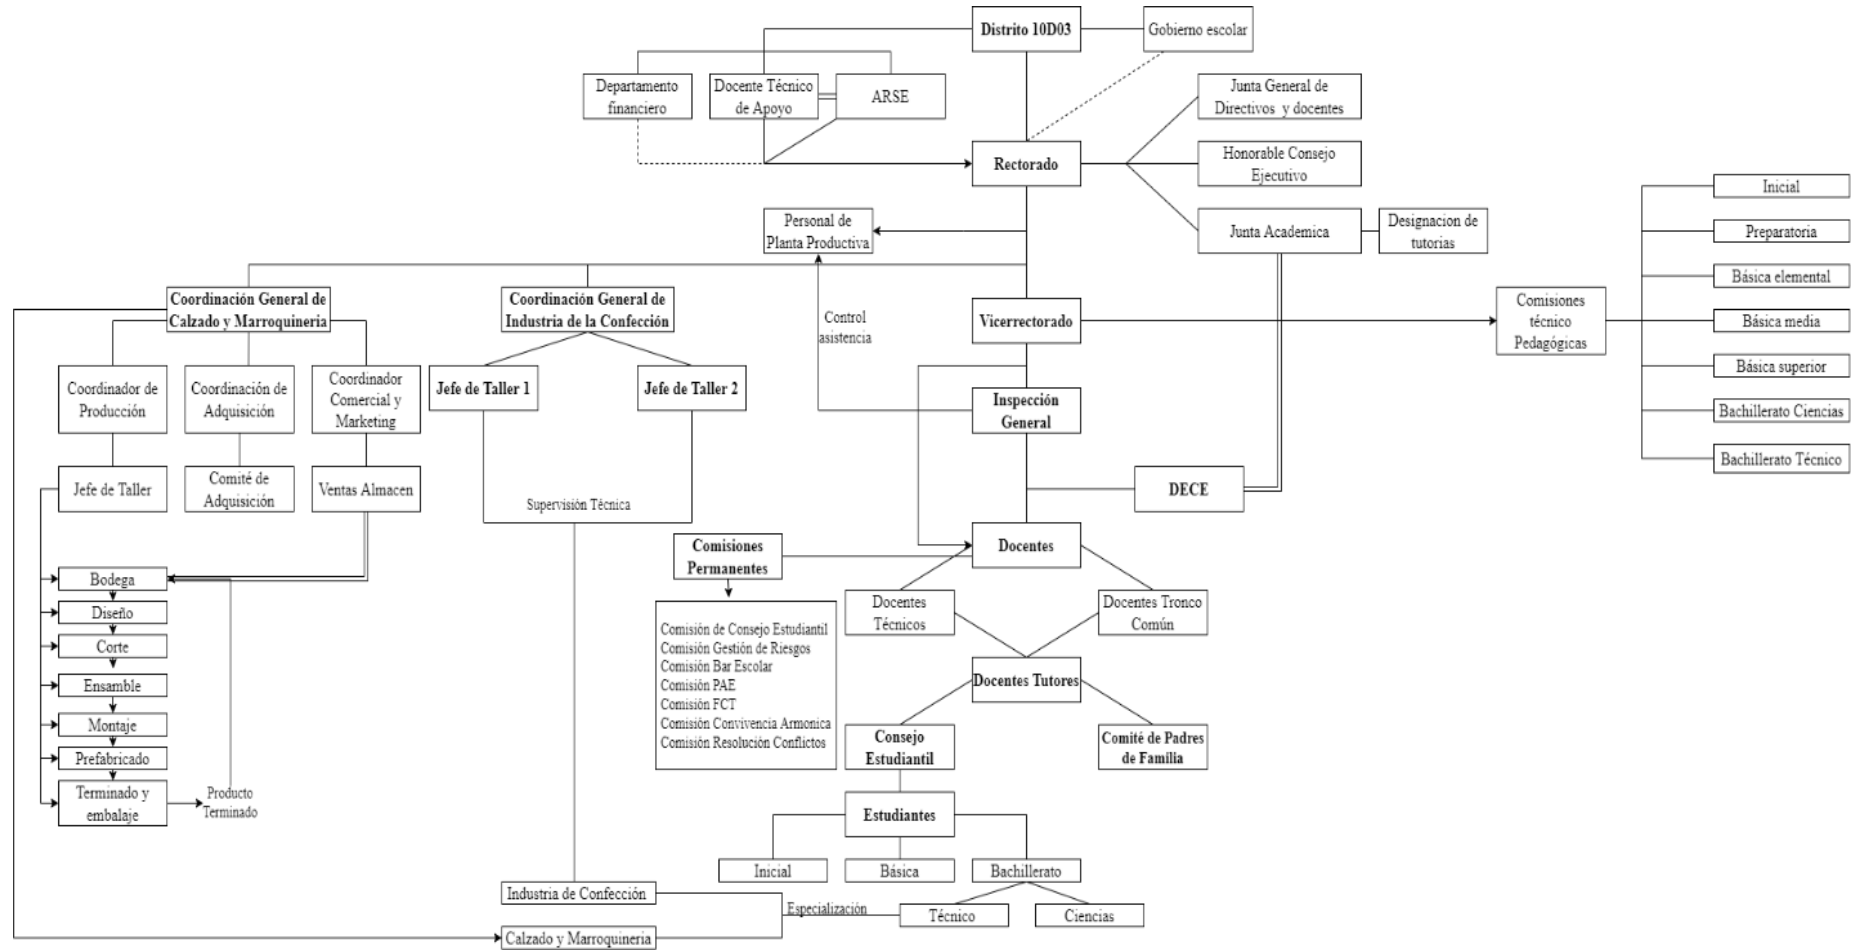 Distrito 10D03
Gobierno escolar
Departamento
financiero
Docente Técnico
de Apoyo
ARSE
Junta General de
Directivos y docentes
Rectorado
Honorable Consejo
Ejecutivo
Personal de
Planta Productiva
Junta Academica
Designacion de
tutorias
Inicial
Preparatoria
Básica elemental
Básica media
Básica superior
Bachillerato Ciencias
Bachillerato Técnico
Coordinación General de
Calzado y Marroquineria
Coordinación General de
Industria de la Confección
Control
asistencia
Vicerrectorado
Comisiones
técnico
Pedagógicas
Coordinador de
Producción
Coordinación de
Adquisición
Coordinador
Comercial y
Marketing
Jefe de Taller 1
Jefe de Taller 2
Inspección
General
Jefe de Taller
Comité de
Adquisición
Ventas Almacen
Supervisión Técnica
DECE
Comisiones
Permanentes
Docentes
Bodega
Diseño
Corte
Ensamble
Montaje
Prefabricado
Terminado y
embalaje
Producto
Terminado
Comisión de Consejo Estudiantil
Comisión Gestión de Riesgos
Comisión Bar Escolar
Comisión PAE
Comisión FCT
Comisión Convivencia Armonica
Comisión Resolución Conflictos
Docentes
Técnicos
Docentes Tronco
Común
Docentes Tutores
Consejo
Estudiantil
Comité de Padres
de Familia
Estudiantes
Inicial
Básica
Bachillerato
Industria de Confección
Especialización
Técnico
Ciencias
Calzado y Marroquineria